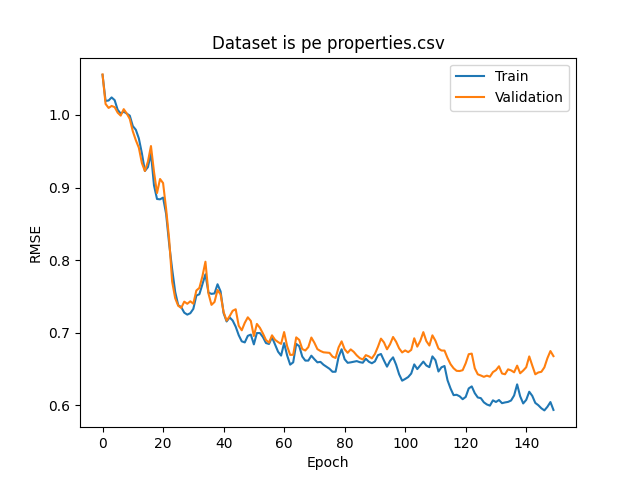 Dataset is pe properties.csv
Train
Validation
RMSE
1.0
0.9
0.8
0.7
0.6
0 20 40 60 80 100 120 140
Epoch